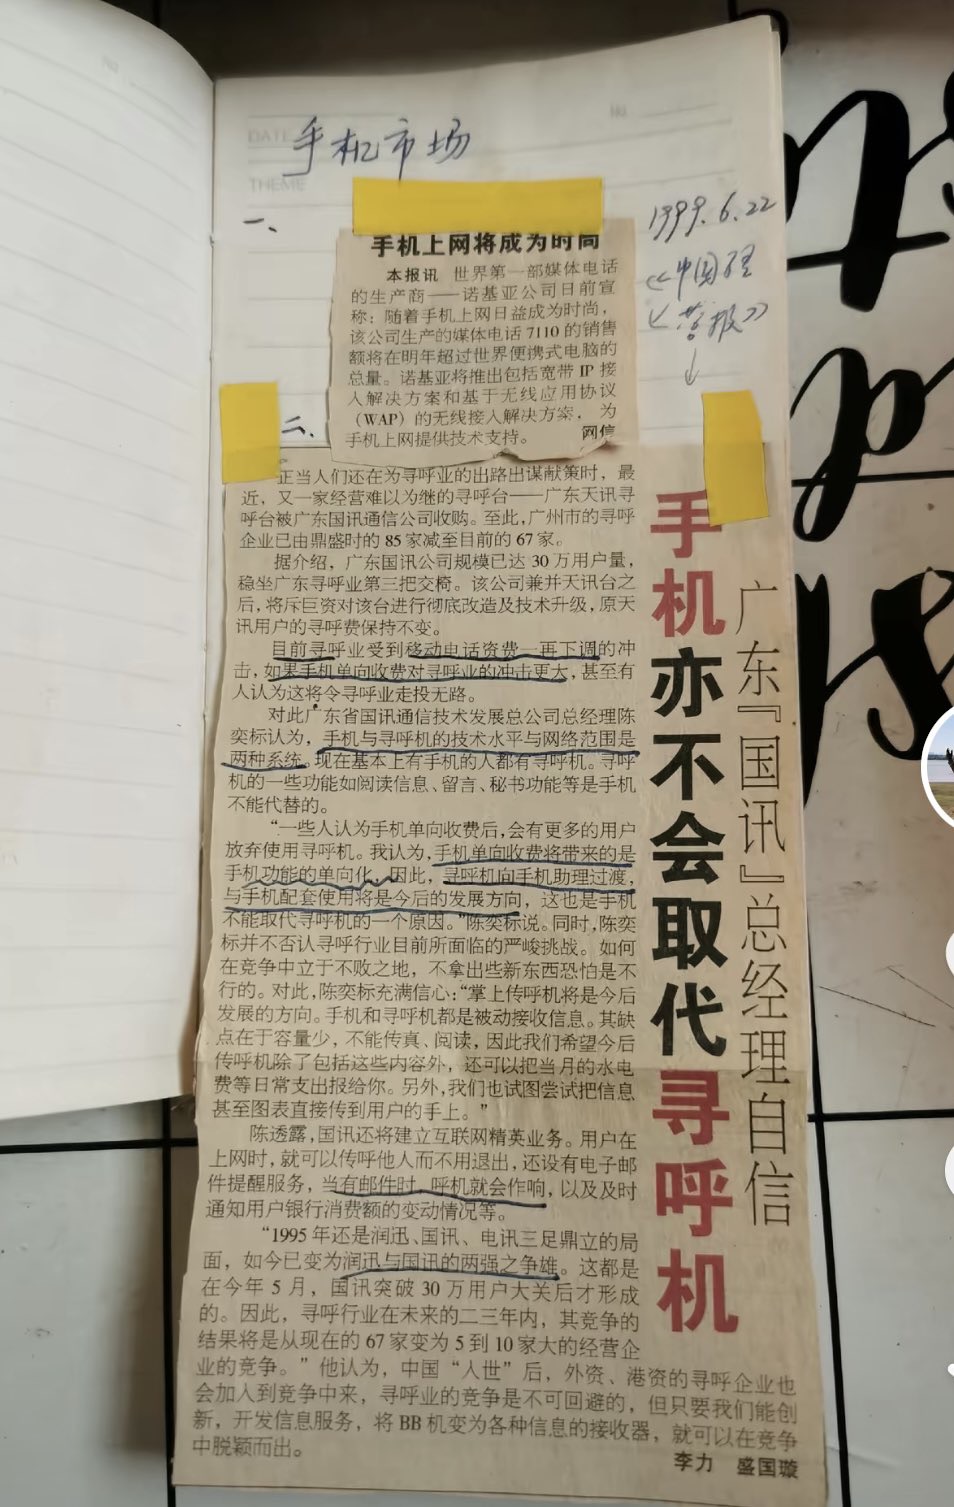 DATE
手机市场
THEME
一、
1999.6.22
《中国经
营报》
手机上网将成为时尚
本报讯 世界第一部媒体电话
的生产商——诺基亚公司日前宣
称：随着手机上网日益成为时尚，
该公司生产的媒体电话 7110 的销售
额将在明年超过世界便携式电脑的
总量。诺基亚将推出包括宽带 IP 接
入解决方案和基于无线应用协议
（WAP）的无线接入解决方案，为
手机上网提供技术支持。 网信
二、
手机亦不会取代寻呼机
广东『国讯』总经理自信
正当人们还在为寻呼业的出路出谋献策时，最
近，又一家经营难以为继的寻呼台——广东天讯寻
呼台被广东国讯通信公司收购。至此，广州市的寻呼
企业已由鼎盛时的 85 家减至目前的 67 家。
据介绍，广东国讯公司规模已达 30 万用户量，
稳坐广东寻呼业第三把交椅。该公司兼并天讯台之
后，将斥巨资对该台进行彻底改造及技术升级，原天
讯用户的寻呼费保持不变。
目前寻呼业受到移动电话资费一再下调的冲
击，如果手机单向收费对寻呼业的冲击更大，甚至有
人认为这将令寻呼业走投无路。
对此广东省国讯通信技术发展总公司总经理陈
奕标认为，手机与寻呼机的技术水平与网络范围是
两种系统。现在基本上有手机的人都有寻呼机。寻呼
机的一些功能如阅读信息、留言、秘书功能等是手机
不能代替的。
“一些人认为手机单向收费后，会有更多的用户
放弃使用寻呼机。我认为，手机单向收费将带来的是
手机功能的单向化，因此，寻呼机向手机助理过渡，
与手机配套使用将是今后的发展方向，这也是手机
不能取代寻呼机的一个原因。”陈奕标说。同时，陈奕
标并不否认寻呼行业目前所面临的严峻挑战。如何
在竞争中立于不败之地，不拿出些新东西恐怕是不
行的。对此，陈奕标充满信心：“掌上传呼机将是今后
发展的方向。手机和寻呼机都是被动接收信息。其缺
点在于容量少，不能传真、阅读，因此我们希望今后
传呼机除了包括这些内容外，还可以把当月的水电
费等日常支出报给你。另外，我们也试图尝试把信息
甚至图表直接传到用户的手上。”
陈透露，国讯还将建立互联网精英业务。用户在
上网时，就可以传呼他人而不用退出，还设有电子邮
件提醒服务，当有邮件时，呼机就会作响，以及及时
通知用户银行消费额的变动情况等。
“1995 年还是润迅、国讯、电讯三足鼎立的局
面，如今已变为润迅与国讯的两强之争雄。这都是
在今年 5 月，国讯突破 30 万用户大关后才形成
的。因此，寻呼行业在未来的二三年内，其竞争的
结果将是从现在的 67 家变为 5 到 10 家大的经营企
业的竞争。”他认为，中国“入世”后，外资、港资的寻呼企业也
会加入到竞争中来，寻呼业的竞争是不可回避的，但只要我们能创
新，开发信息服务，将 BB 机变为各种信息的接收器，就可以在竞争
中脱颖而出。
李力 盛国璇